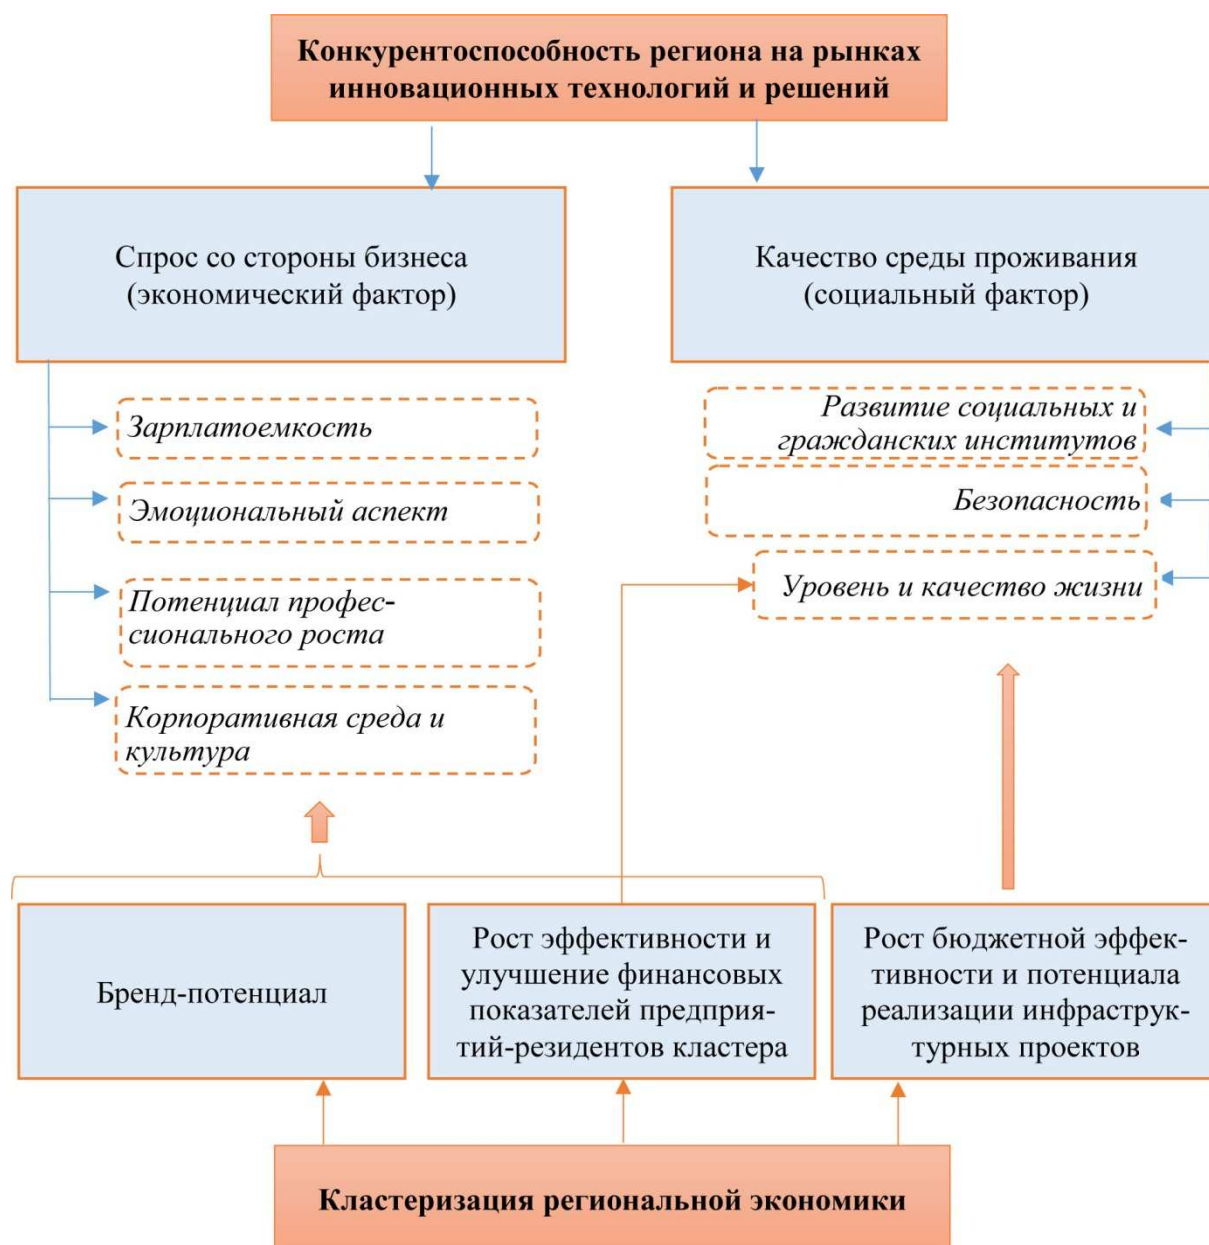 Конкурентоспособность региона на рынках
инновационных технологий и решений
Спрос со стороны бизнеса
(экономический фактор)
Качество среды проживания
(социальный фактор)
Зарплатоемкость
Эмоциональный аспект
Потенциал профес-
сионального роста
Корпоративная среда и
культура
Развитие социальных и
гражданских институтов
Безопасность
Уровень и качество жизни
Бренд-потенциал
Рост эффективности и
улучшение финансовых
показателей предприя-
тий-резидентов кластера
Рост бюджетной эффек-
тивности и потенциала
реализации инфраструк-
турных проектов
Кластеризация региональной экономики